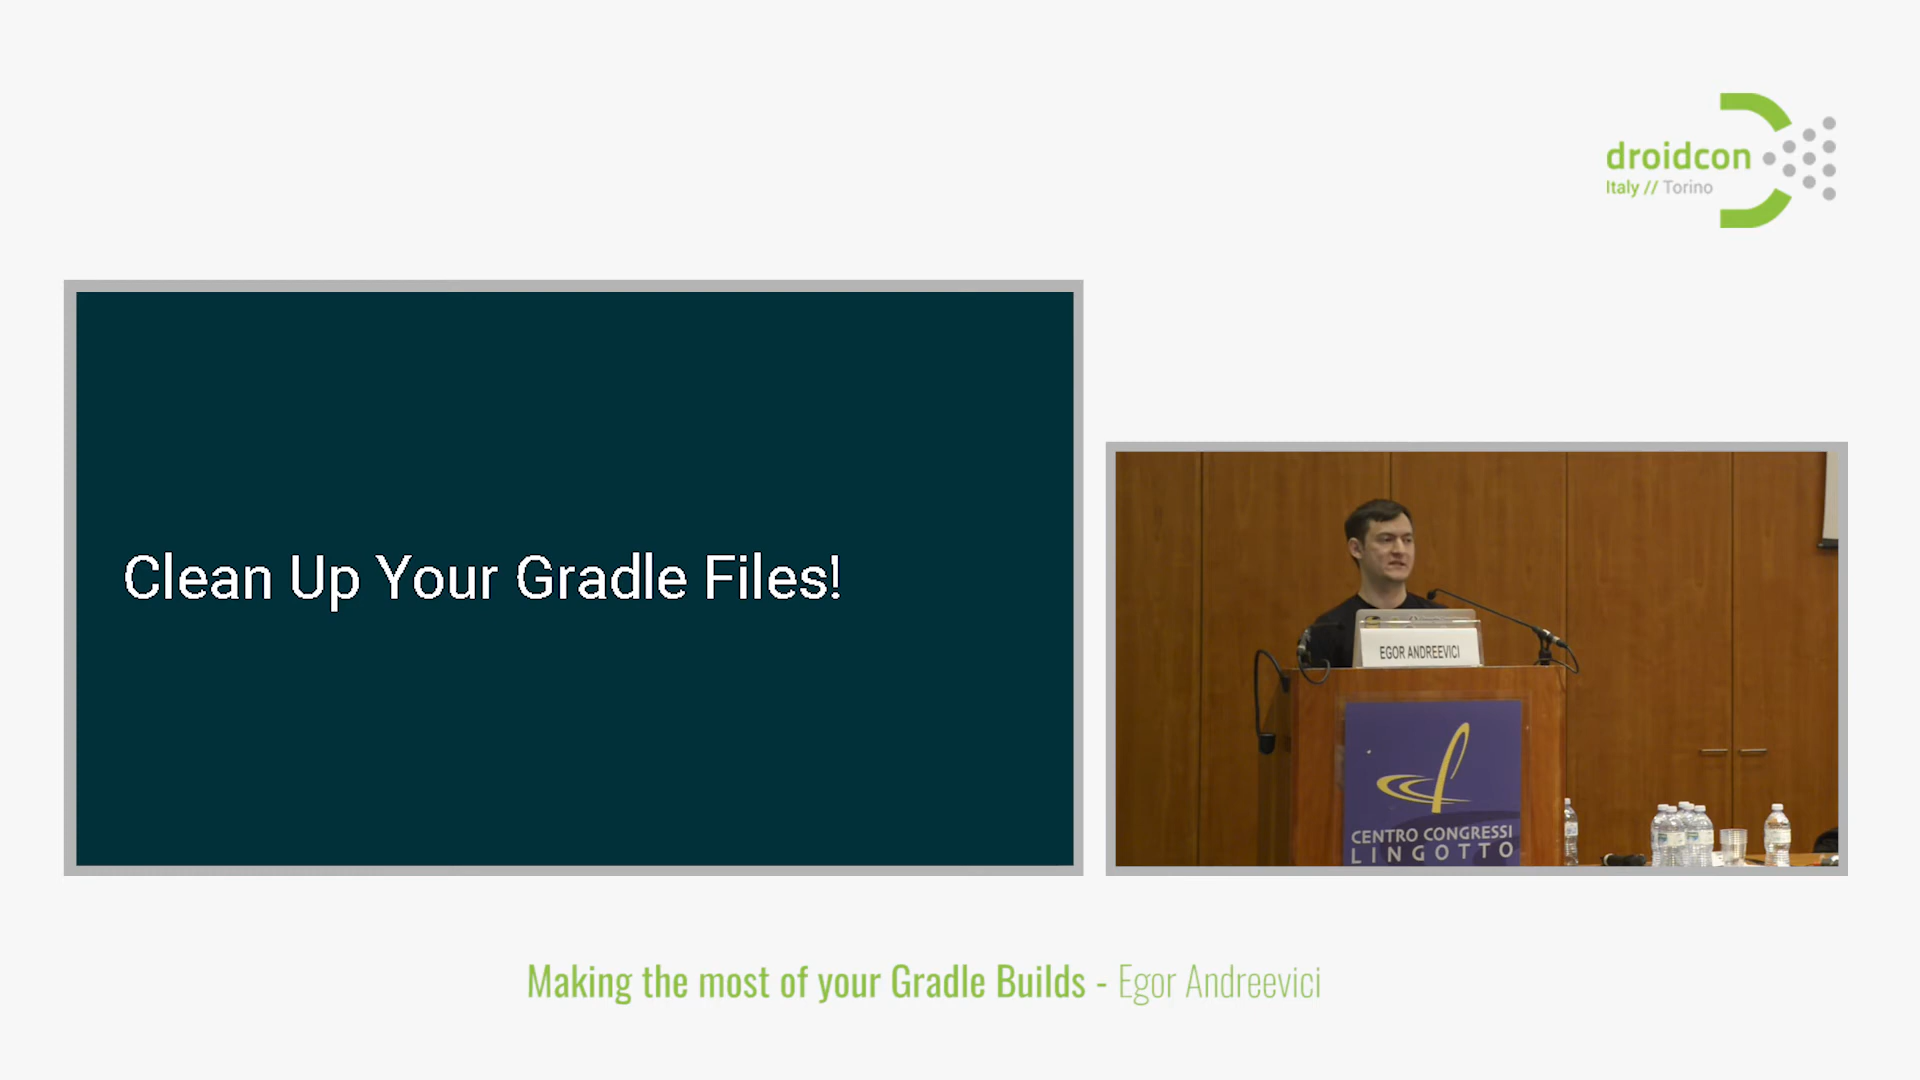 droidcon
Italy // Torino
Clean Up Your Gradle Files!
EGOR ANDREEVICI
CENTRO CONGRESSI
LINGOTTO
Making the most of your Gradle Builds - Egor Andreevici